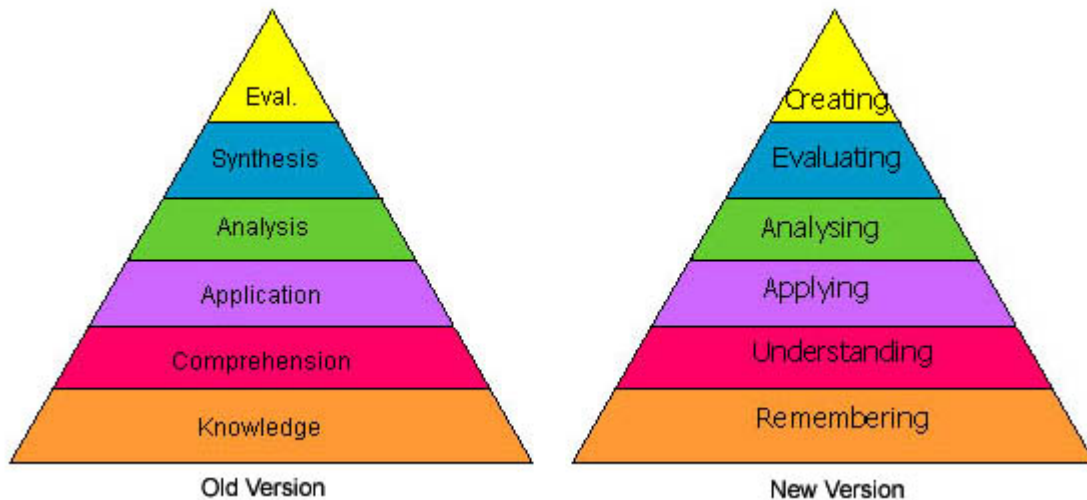 Eval.
Synthesis
Analysis
Application
Comprehension
Knowledge
Old Version
Creating
Evaluating
Analysing
Applying
Understanding
Remembering
New Version